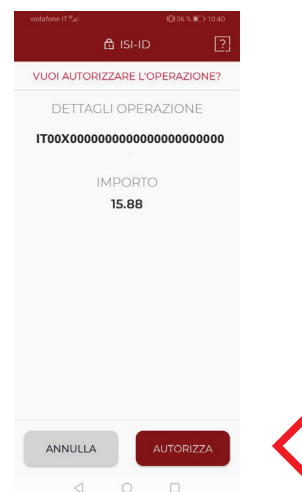 vodafone IT 36 % 10:40
ISI-ID ?
VUOI AUTORIZZARE L'OPERAZIONE?
DETTAGLI OPERAZIONE
IT00X0000000000000000000000
IMPORTO
15.88
ANNULLA AUTORIZZA